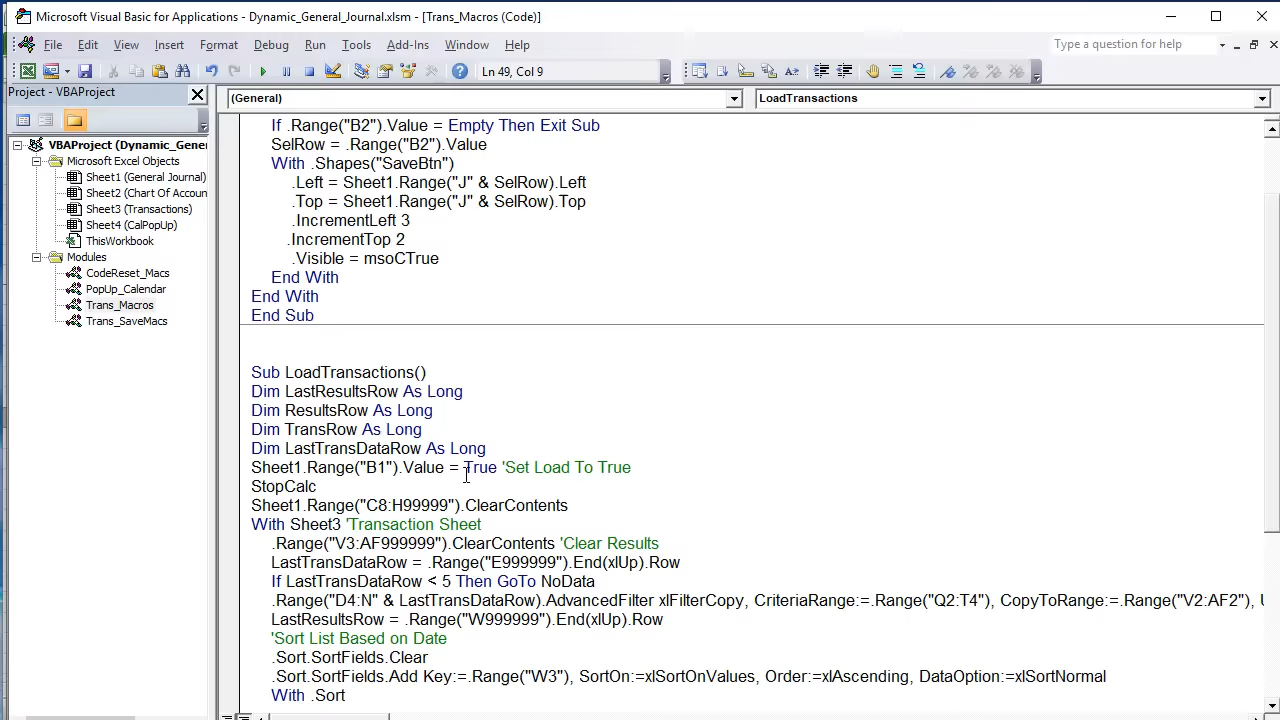 Microsoft Visual Basic for Applications - Dynamic_General_Journal.xlsm - [Trans_Macros (Code)]
File Edit View Insert Format Debug Run Tools Add-Ins Window Help
Type a question for help
Ln 49, Col 9
Project - VBAProject
(General)
LoadTransactions
VBAProject (Dynamic_Gener
Microsoft Excel Objects
Sheet1 (General Journal)
Sheet2 (Chart Of Accoun
Sheet3 (Transactions)
Sheet4 (CalPopUp)
ThisWorkbook
Modules
CodeReset_Macs
PopUp_Calendar
Trans_Macros
Trans_SaveMacs
If .Range("B2").Value = Empty Then Exit Sub
SelRow = .Range("B2").Value
With .Shapes("SaveBtn")
.Left = Sheet1.Range("J" & SelRow).Left
.Top = Sheet1.Range("J" & SelRow).Top
.IncrementLeft 3
.IncrementTop 2
.Visible = msoCTrue
End With
End With
End Sub
Sub LoadTransactions()
Dim LastResultsRow As Long
Dim ResultsRow As Long
Dim TransRow As Long
Dim LastTransDataRow As Long
Sheet1.Range("B1").Value = True 'Set Load To True
StopCalc
Sheet1.Range("C8:H99999").ClearContents
With Sheet3 'Transaction Sheet
.Range("V3:AF999999").ClearContents 'Clear Results
LastTransDataRow = .Range("E999999").End(xlUp).Row
If LastTransDataRow < 5 Then GoTo NoData
.Range("D4:N" & LastTransDataRow).AdvancedFilter xlFilterCopy, CriteriaRange:=.Range("Q2:T4"), CopyToRange:=.Range("V2:AF2"), U
LastResultsRow = .Range("W999999").End(xlUp).Row
'Sort List Based on Date
.Sort.SortFields.Clear
.Sort.SortFields.Add Key:=.Range("W3"), SortOn:=xlSortOnValues, Order:=xlAscending, DataOption:=xlSortNormal
With .Sort